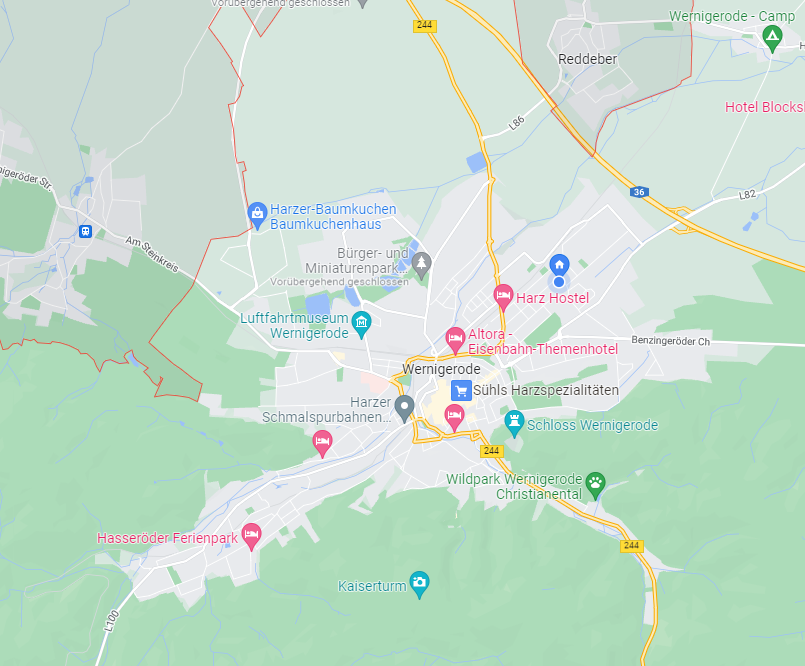 Vorübergehend geschlossen
244
Wernigerode - Camp
Reddeber
Hotel Blocks
L86
36
L82
Am Steinkreis
Harzer-Baumkuchen
Baumkuchenhaus
Bürger- und
Miniaturenpark...
Vorübergehend geschlossen
Harz Hostel
Luftfahrtmuseum
Wernigerode
Altora -
Eisenbahn-Themenhotel
Benzingeröder Ch
Wernigerode
Sühls Harzspezialitäten
Harzer
Schmalspurbahnen...
Schloss Wernigerode
244
Wildpark Wernigerode
Christianental
Hasseröder Ferienpark
244
Kaiserturm
L100